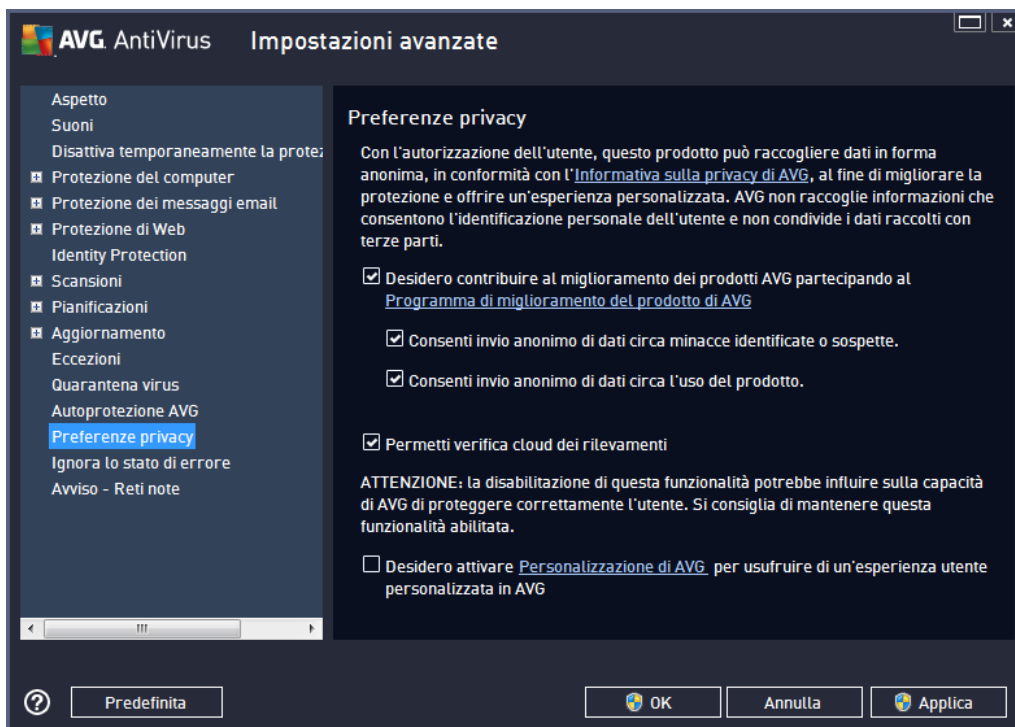 AVG. AntiVirus Impostazioni avanzate
Aspetto
Suoni
Disattiva temporaneamente la
Protezione del computer
Protezione dei messaggi email
Protezione di Web
Identity Protection
Scansioni
Pianificazioni
Aggiornamento
Eccezioni
Quarantena virus
Autoprotezione AVG
Preferenze privacy
Ignora lo stato di errore
Avviso - Reti note
Preferenze privacy
Con l'autorizzazione dell'utente, questo prodotto può raccogliere dati in forma
anonima, in conformità con l'Informativa sulla privacy di AVG, al fine di migliorare la
protezione e offrire un'esperienza personalizzata. AVG non raccoglie informazioni che
consentono l'identificazione personale dell'utente e non condivide i dati raccolti con
terze parti.
Desidero contribuire al miglioramento dei prodotti AVG partecipando al
Programma di miglioramento del prodotto di AVG
Consenti invio anonimo di dati circa minacce identificate o sospette.
Consenti invio anonimo di dati circa l'uso del prodotto.
Permetti verifica cloud dei rilevamenti
ATTENZIONE: la disabilitazione di questa funzionalità potrebbe influire sulla capacità
di AVG di proteggere correttamente l'utente. Si consiglia di mantenere questa
funzionalità abilitata.
Desidero attivare Personalizzazione di AVG per usufruire di un'esperienza utente
personalizzata in AVG
Predefinita
OK
Annulla
Applica